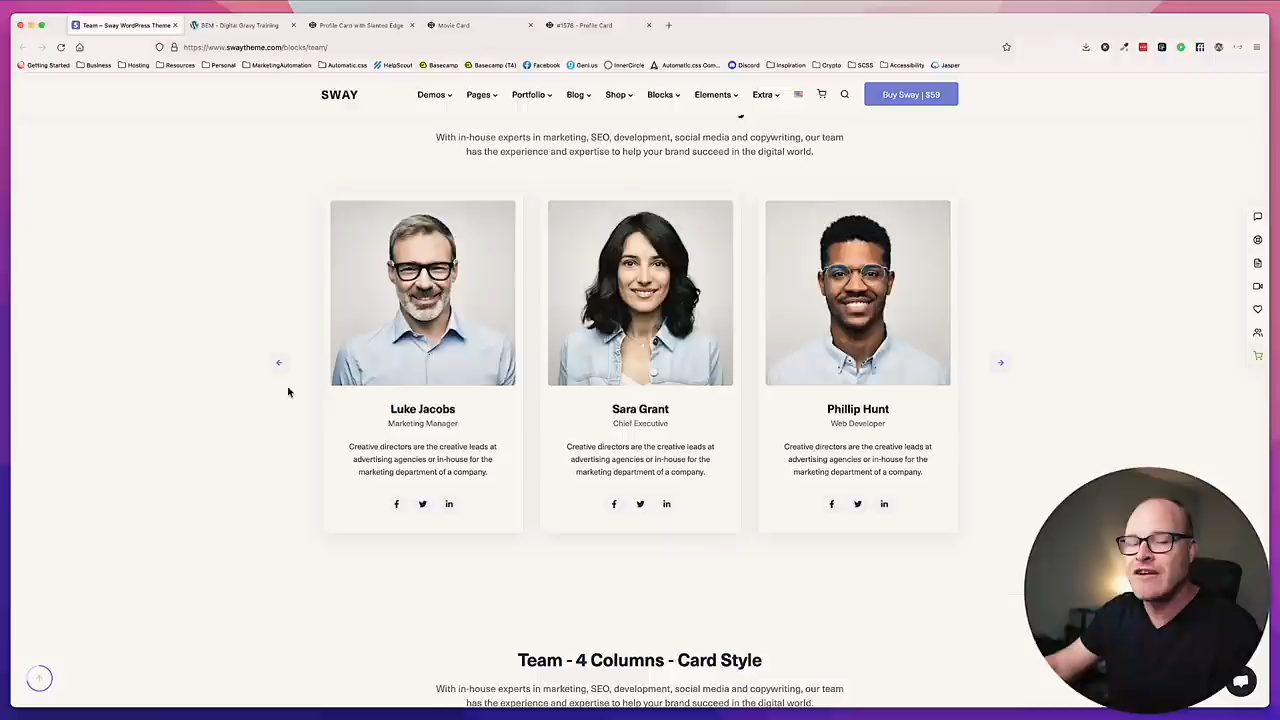 Team – Sway WordPress Theme
BEM - Digital Gravy Training
Profile Card with Slanted Edge
Movie Card
#1576 - Profile Card
https://www.swaytheme.com/blocks/team/
Getting Started
Business
Hosting
Resources
Personal
MarketingAutomation
Automatic.css
HelpScout
Basecamp
Basecamp (T4)
Facebook
Geni.us
InnerCircle
Automatic.css Com...
Discord
Inspiration
Crypto
SCSS
Accessibility
Jasper
SWAY
Demos
Pages
Portfolio
Blog
Shop
Blocks
Elements
Extra
Buy Sway | $59
With in-house experts in marketing, SEO, development, social media and copywriting, our team
has the experience and expertise to help your brand succeed in the digital world.
Luke Jacobs
Marketing Manager
Creative directors are the creative leads at
advertising agencies or in-house for the
marketing department of a company.
Sara Grant
Chief Executive
Creative directors are the creative leads at
advertising agencies or in-house for the
marketing department of a company.
Phillip Hunt
Web Developer
Creative directors are the creative leads at
advertising agencies or in-house for the
marketing department of a company.
Team - 4 Columns - Card Style
With in-house experts in marketing, SEO, development, social media and copywriting, our team
has the experience and expertise to help your brand succeed in the digital world.